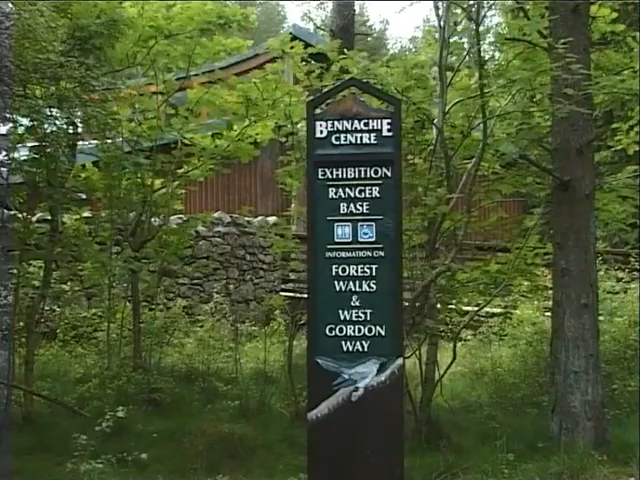 BENNACHIE
CENTRE
EXHIBITION
RANGER
BASE
INFORMATION ON
FOREST
WALKS
&
WEST
GORDON
WAY